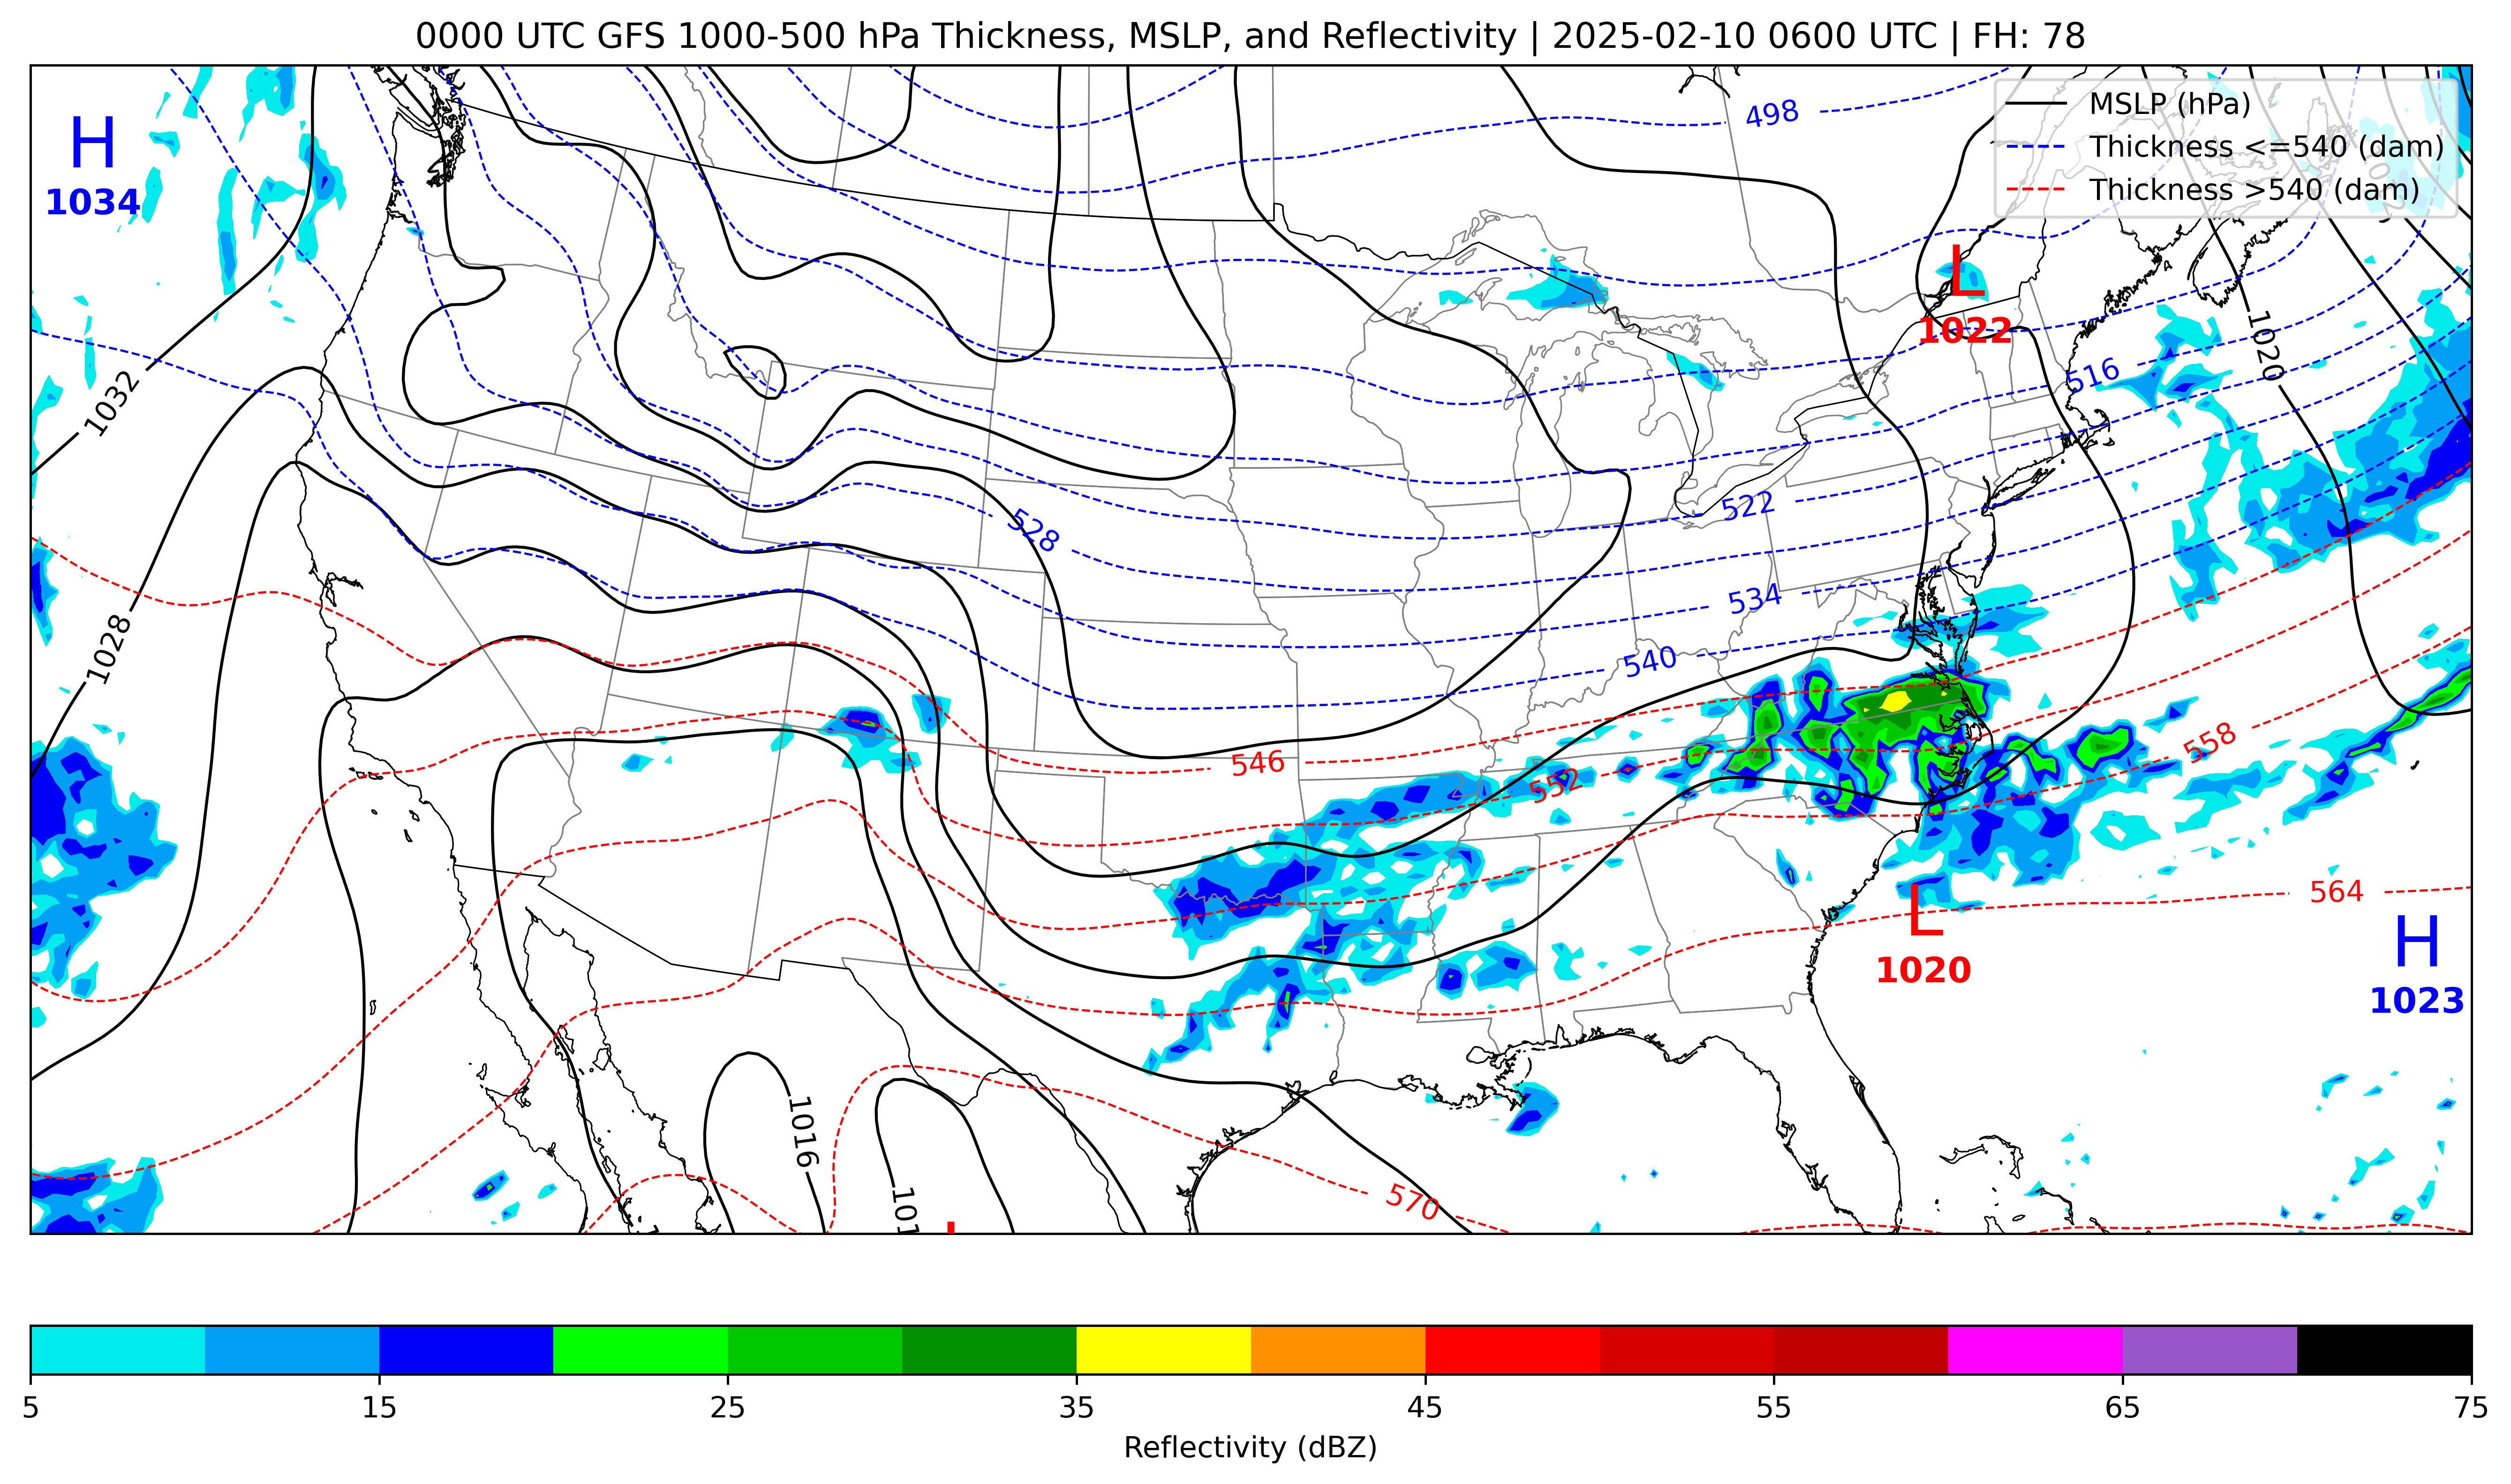 0000 UTC GFS 1000-500 hPa Thickness, MSLP, and Reflectivity | 2025-02-10 0600 UTC | FH: 78
MSLP (hPa)
Thickness <=540 (dam)
Thickness >540 (dam)
498
H
1034
L
1022
1020
516
1032
522
528
534
1028
540
558
546
552
564
L
1020
H
1023
1016
570
5 15 25 35 45 55 65 75
Reflectivity (dBZ)